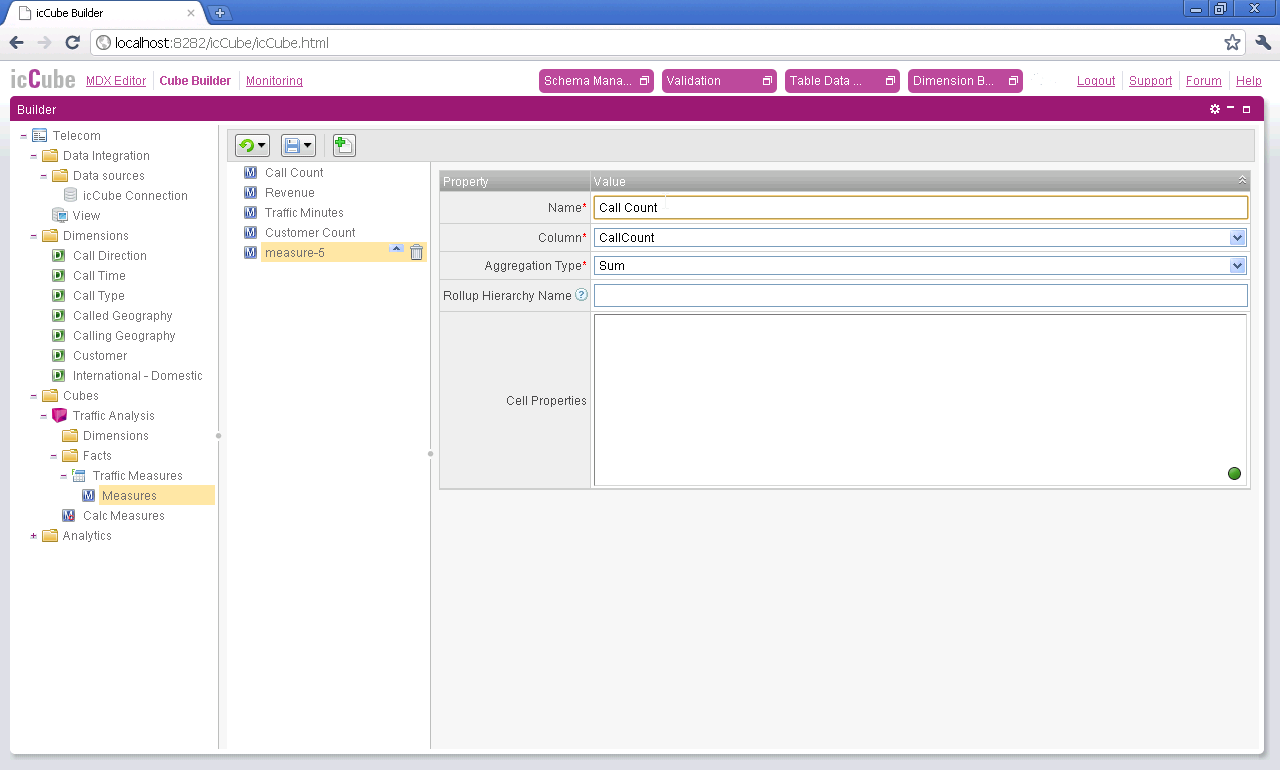 icCube Builder
localhost:8282/icCube/icCube.html
icCube MDX Editor Cube Builder Monitoring Schema Mana... Validation Table Data ... Dimension B... Logout Support Forum Help
Builder
Telecom
Data Integration
Data sources
icCube Connection
View
Dimensions
Call Direction
Call Time
Call Type
Called Geography
Calling Geography
Customer
International - Domestic
Cubes
Traffic Analysis
Dimensions
Facts
Traffic Measures
Measures
Calc Measures
Analytics
Call Count
Revenue
Traffic Minutes
Customer Count
measure-5
Property Value
Name* Call Count
Column* CallCount
Aggregation Type* Sum
Rollup Hierarchy Name ?
Cell Properties